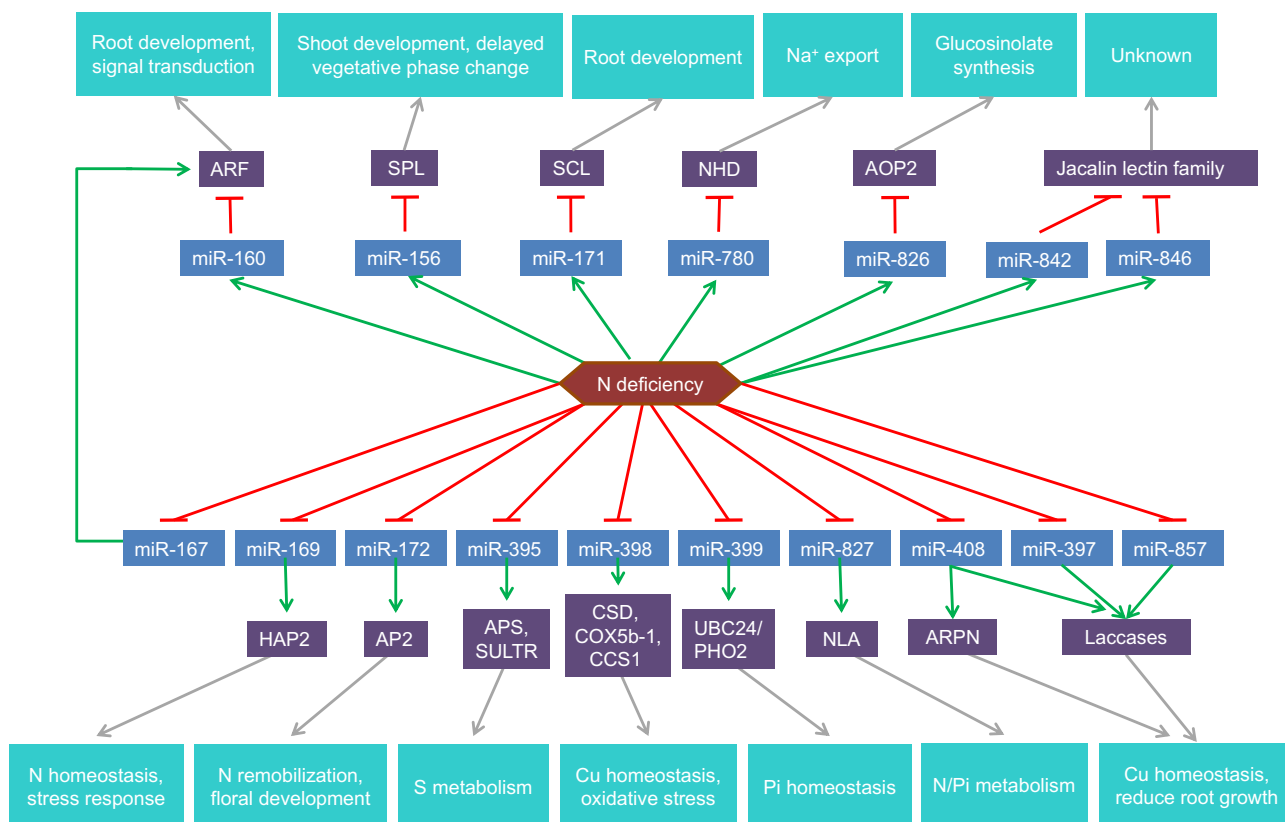 Root development,
signal transduction
Shoot development, delayed
vegetative phase change
Root development
Na⁺ export
Glucosinolate
synthesis
Unknown
ARF
SPL
SCL
NHD
AOP2
Jacalin lectin family
miR-160
miR-156
miR-171
miR-780
miR-826
miR-842
miR-846
N deficiency
miR-167
miR-169
miR-172
miR-395
miR-398
miR-399
miR-827
miR-408
miR-397
miR-857
HAP2
AP2
APS,
SULTR
CSD,
COX5b-1,
CCS1
UBC24/
PHO2
NLA
ARPN
Laccases
N homeostasis,
stress response
N remobilization,
floral development
S metabolism
Cu homeostasis,
oxidative stress
Pi homeostasis
N/Pi metabolism
Cu homeostasis,
reduce root growth